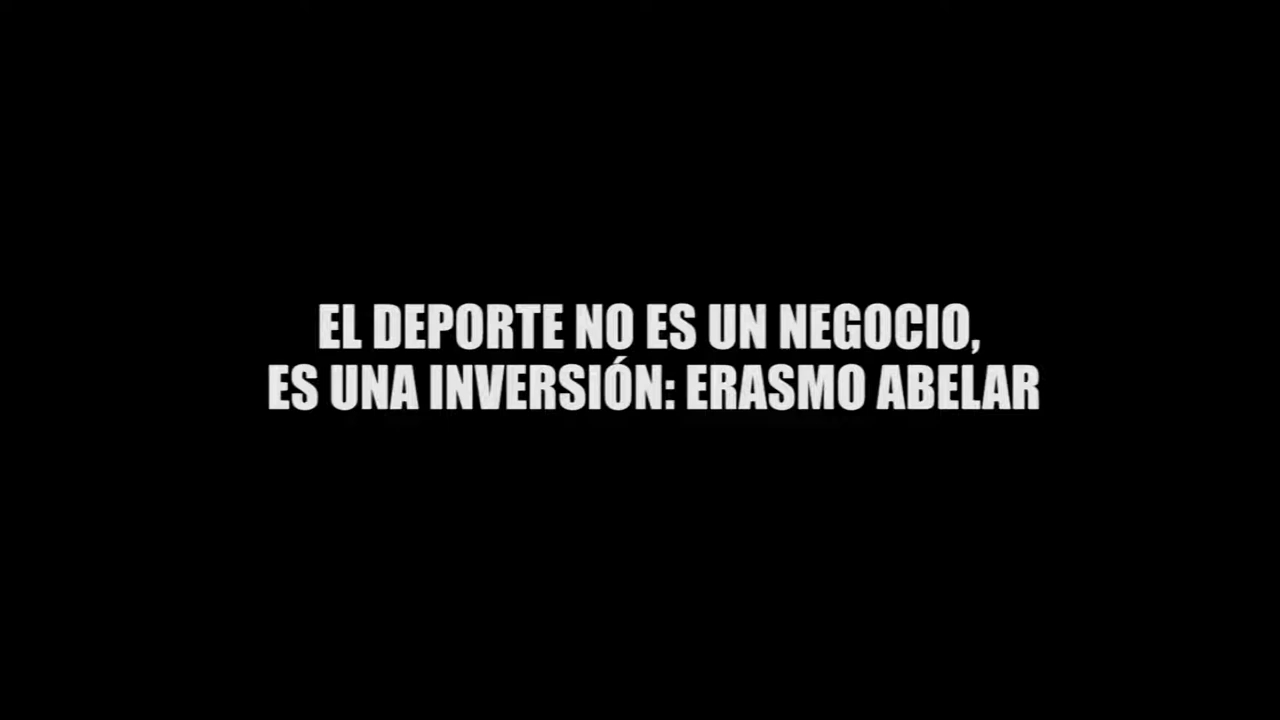 EL DEPORTE NO ES UN NEGOCIO,
ES UNA INVERSIÓN: ERASMO ABELAR